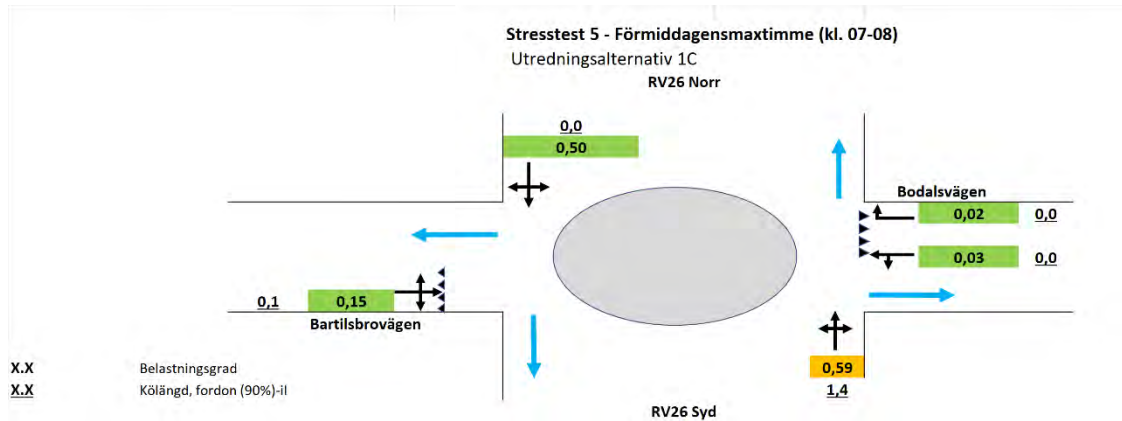 Stresstest 5 - Förmiddagensmaxtimme (kl. 07-08)
Utredningsalternativ 1C
RV26 Norr
0,0
0,50
Bodalsvägen
0,02 0,0
0,03 0,0
0,1 0,15
Bartilsbrovägen
0,59
1,4
X.X Belastningsgrad
X.X Kölängd, fordon (90%)-il
RV26 Syd